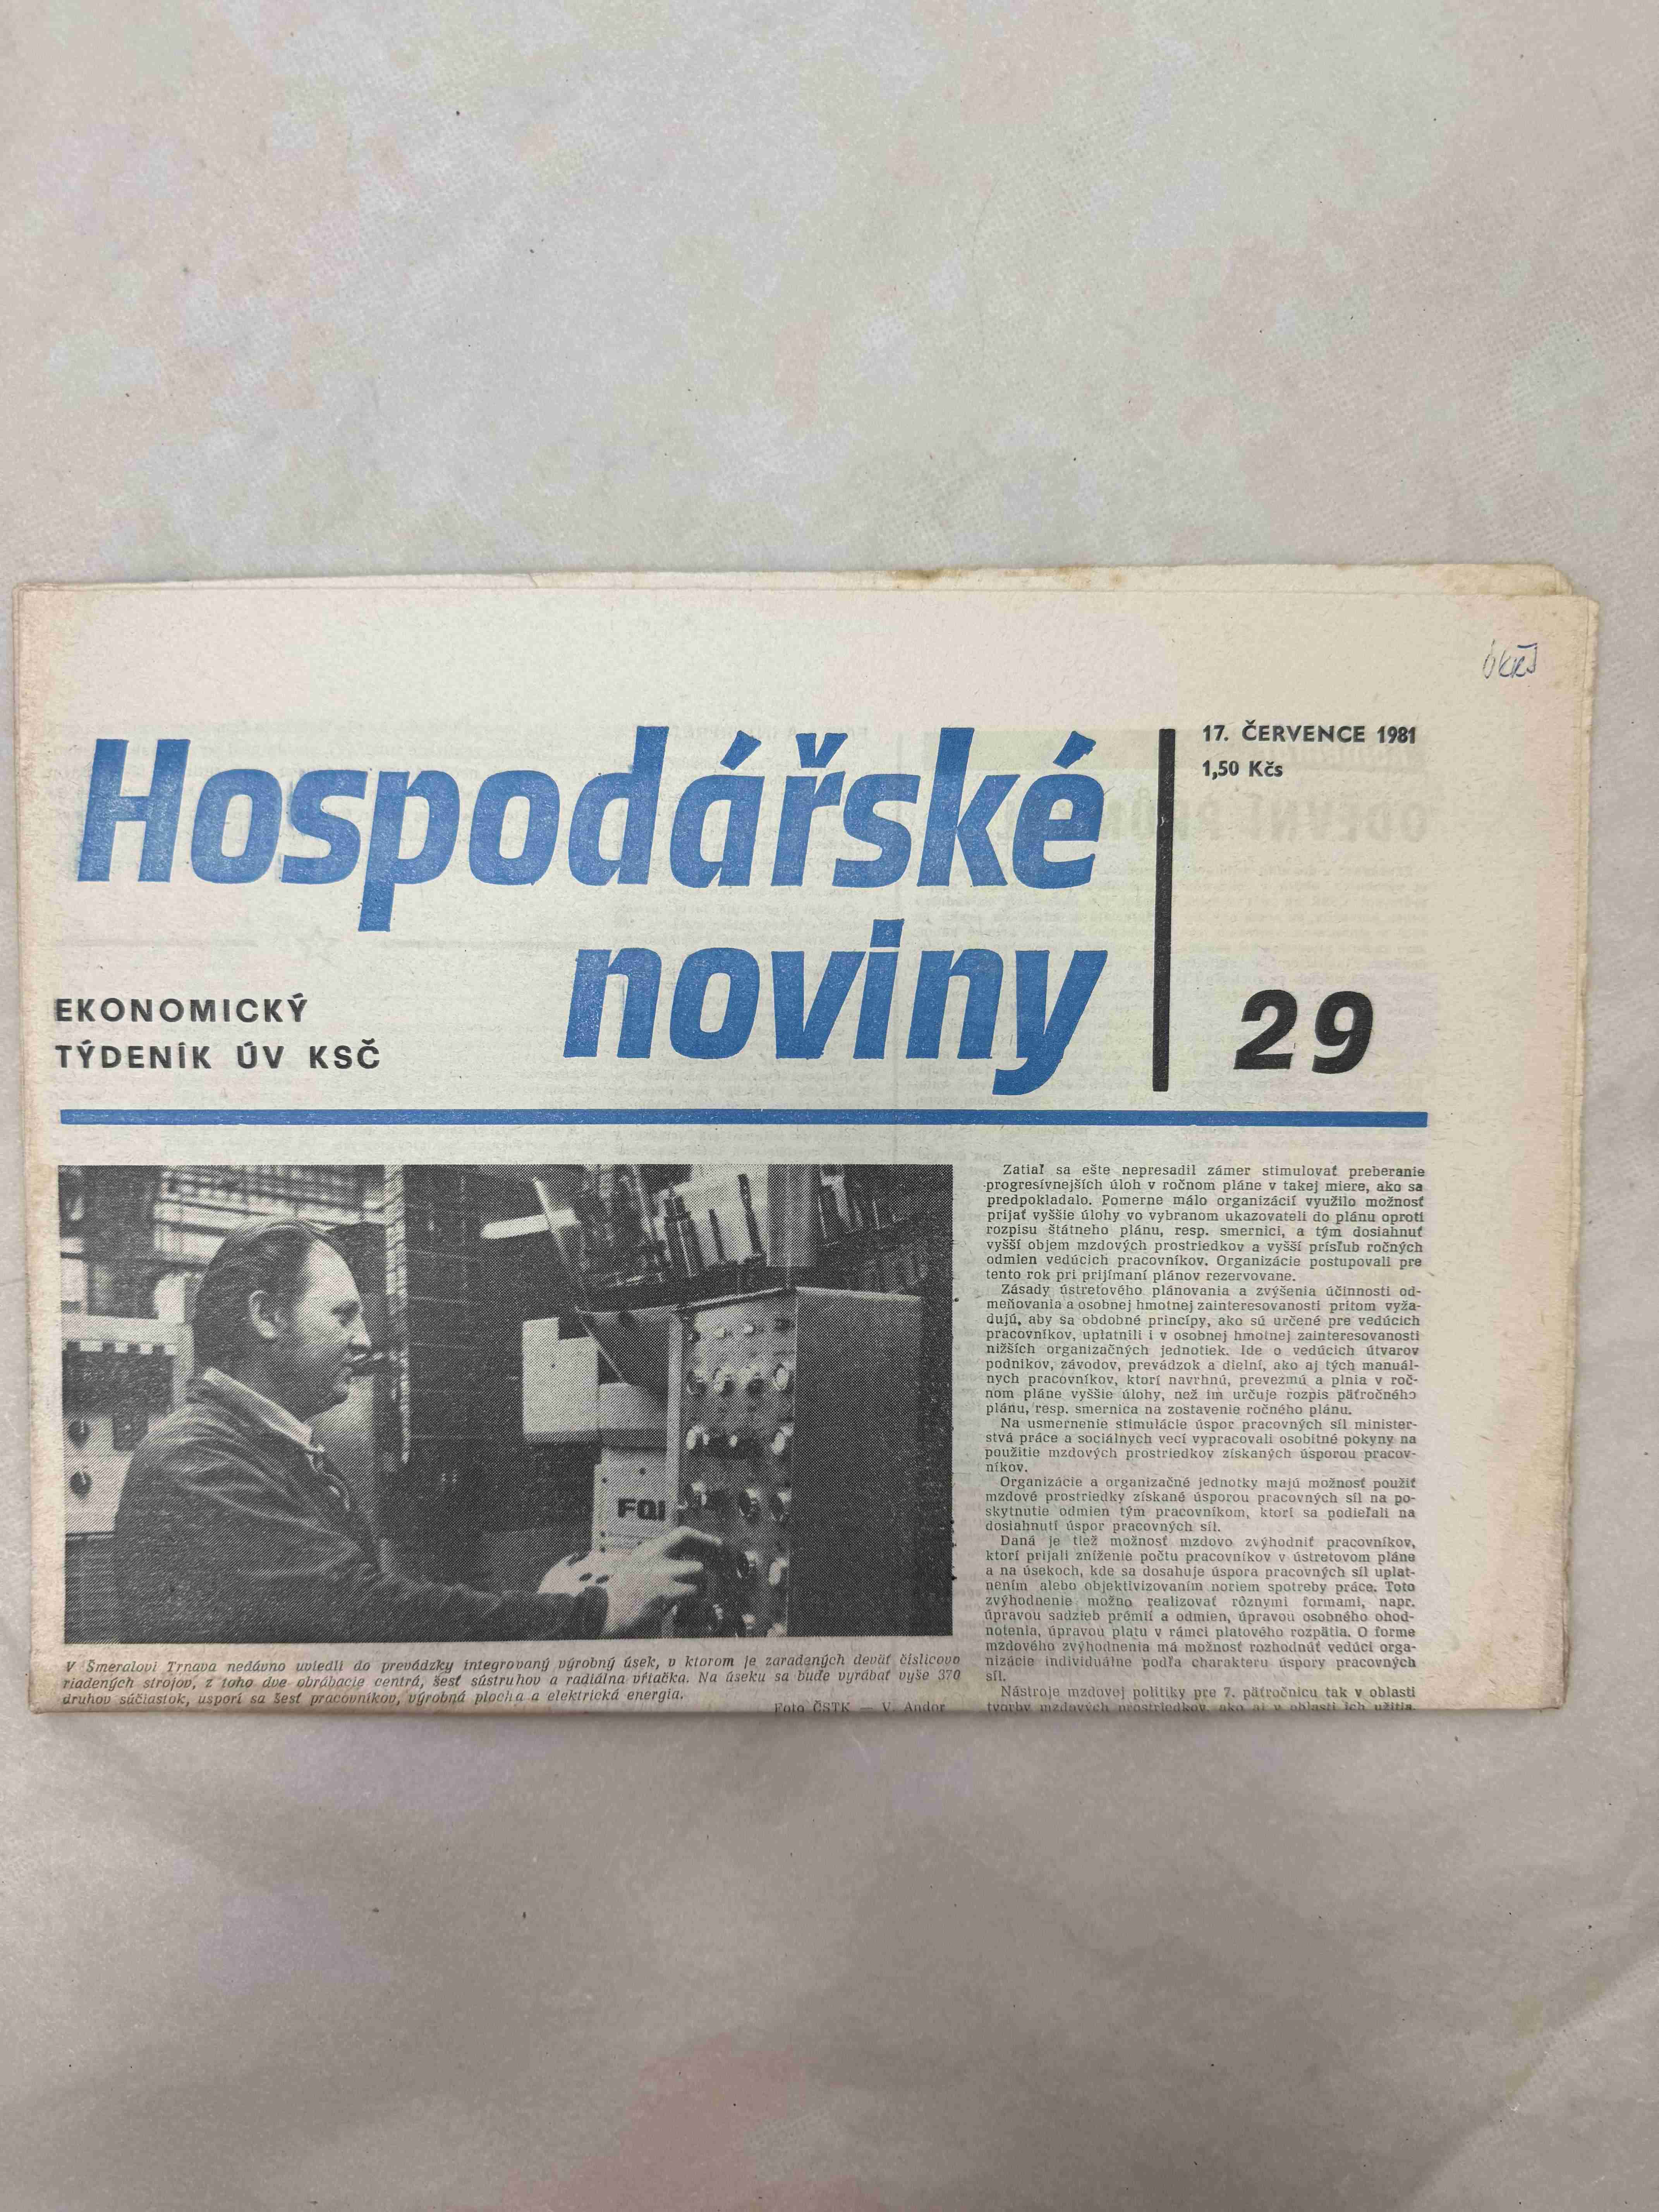 Hospodářské
noviny
EKONOMICKÝ
TÝDENÍK ÚV KSČ
17. ČERVENCE 1981
1,50 Kčs
29
FQI
V Šmeralovi Trnava nedávno uviedli do prevádzky integrovaný výrobný úsek, v ktorom je zaradených deväť číslicovo
riadených strojov, z toho dve obrábacie centrá, šesť sústruhov a radiálna vŕtačka. Na úseku sa bude vyrábať vyše 370
druhov súčiastok, usporí sa šesť pracovníkov, výrobná plocha a elektrická energia.
Foto ČSTK — V. Andor
Zatiaľ sa ešte nepresadil zámer stimulovať preberanie
progresívnejších úloh v ročnom pláne v takej miere, ako sa
predpokladalo. Pomerne málo organizácií využilo možnosť
prijať vyššie úlohy vo vybranom ukazovateli do plánu oproti
rozpisu štátneho plánu, resp. smernici, a tým dosiahnuť
vyšší objem mzdových prostriedkov a vyšší prísľub ročných
odmien vedúcich pracovníkov. Organizácie postupovali pre
tento rok pri prijímaní plánov rezervovane.
Zásady ústretového plánovania a zvýšenia účinnosti od-
meňovania a osobnej hmotnej zainteresovanosti pritom vyža-
dujú, aby sa obdobné princípy, ako sú určené pre vedúcich
pracovníkov, uplatnili i v osobnej hmotnej zainteresovanosti
nižších organizačných jednotiek. Ide o vedúcich útvarov
podnikov, závodov, prevádzok a dielní, ako aj tých manuál-
nych pracovníkov, ktorí navrhnú, prevezmú a plnia v roč-
nom pláne vyššie úlohy, než im určuje rozpis päťročného
plánu, resp. smernica na zostavenie ročného plánu.
Na usmernenie stimulácie úspor pracovných síl minister-
stvá práce a sociálnych vecí vypracovali osobitné pokyny na
použitie mzdových prostriedkov získaných úsporou pracov-
níkov.
Organizácie a organizačné jednotky majú možnosť použiť
mzdové prostriedky získané úsporou pracovných síl na po-
skytnutie odmien tým pracovníkom, ktorí sa podieľali na
dosiahnutí úspor pracovných síl.
Daná je tiež možnosť mzdovo zvýhodniť pracovníkov,
ktorí prijali zníženie počtu pracovníkov v ústretovom pláne
a na úsekoch, kde sa dosahuje úspora pracovných síl uplat-
nením alebo objektivizovaním noriem spotreby práce. Toto
zvýhodnenie možno realizovať rôznymi formami, napr.
úpravou sadzieb prémií a odmien, úpravou osobného ohod-
notenia, úpravou platu v rámci platového rozpätia. O forme
mzdového zvýhodnenia má možnosť rozhodnúť vedúci orga-
nizácie individuálne podľa charakteru úspory pracovných
síl.
Nástroje mzdovej politiky pre 7. päťročnicu tak v oblasti
tvorby mzdových prostriedkov, ako aj v oblasti ich užitia,